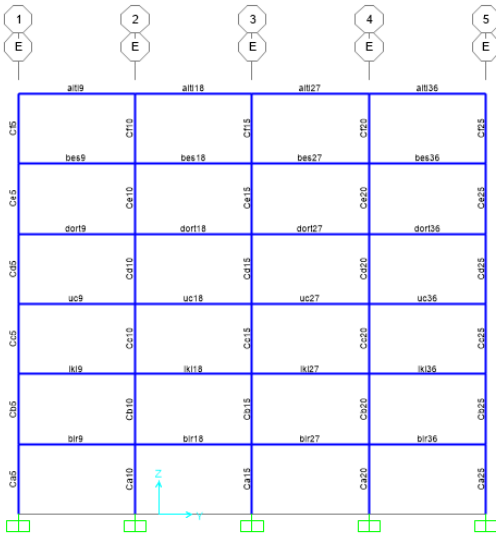 1 2 3 4 5
E E E E E
alti9 alti18 alti27 alti36
Cf5 Cf10 Cf15 Cf20 Cf25
bes9 bes18 bes27 bes36
Ce5 Ce10 Ce15 Ce20 Ce25
dort9 dort18 dort27 dort36
Cd5 Cd10 Cd15 Cd20 Cd25
uc9 uc18 uc27 uc36
Cc5 Cc10 Cc15 Cc20 Cc25
iki9 iki18 iki27 iki36
Cb5 Cb10 Cb15 Cb20 Cb25
bir9 bir18 bir27 bir36
Ca5 Ca10 Ca15 Ca20 Ca25
Z
Y